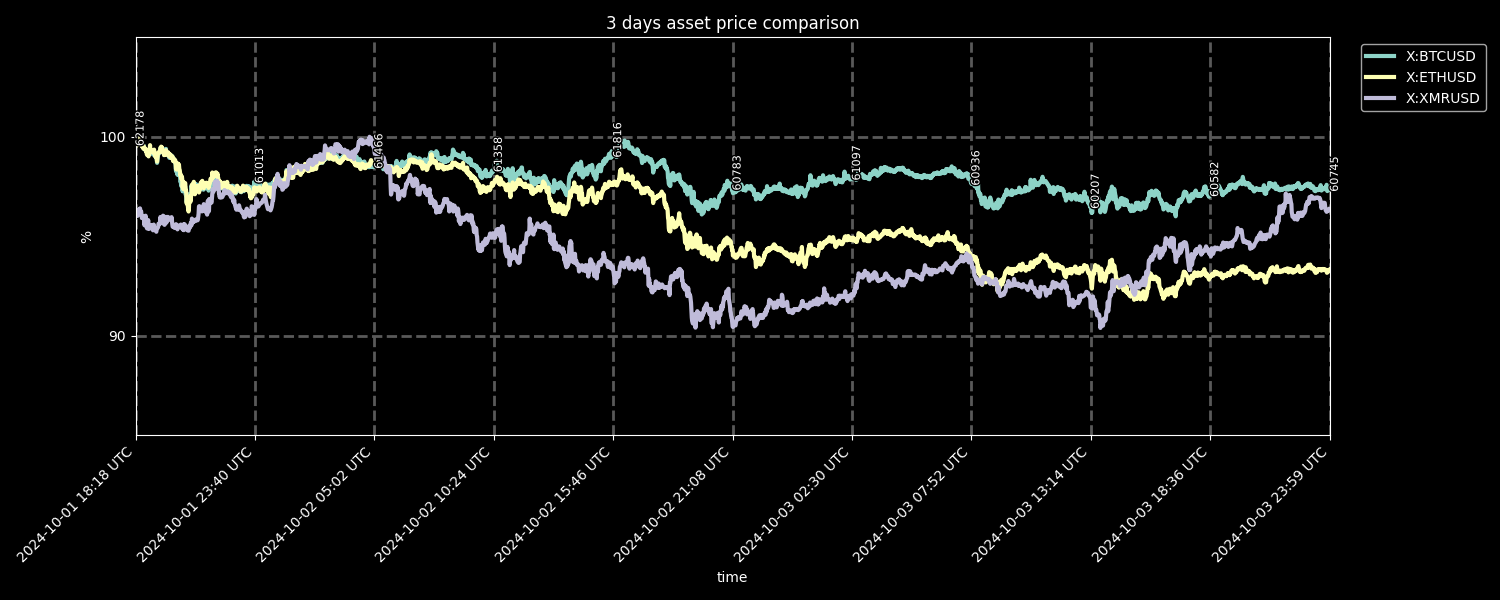 3 days asset price comparison
X:BTCUSD
X:ETHUSD
X:XMRUSD
100
90
%
62178
61013
61466
61358
61816
60783
61097
60936
60207
60582
60745
2024-10-01 18:18 UTC
2024-10-01 23:40 UTC
2024-10-02 05:02 UTC
2024-10-02 10:24 UTC
2024-10-02 15:46 UTC
2024-10-02 21:08 UTC
2024-10-03 02:30 UTC
2024-10-03 07:52 UTC
2024-10-03 13:14 UTC
2024-10-03 18:36 UTC
2024-10-03 23:59 UTC
time